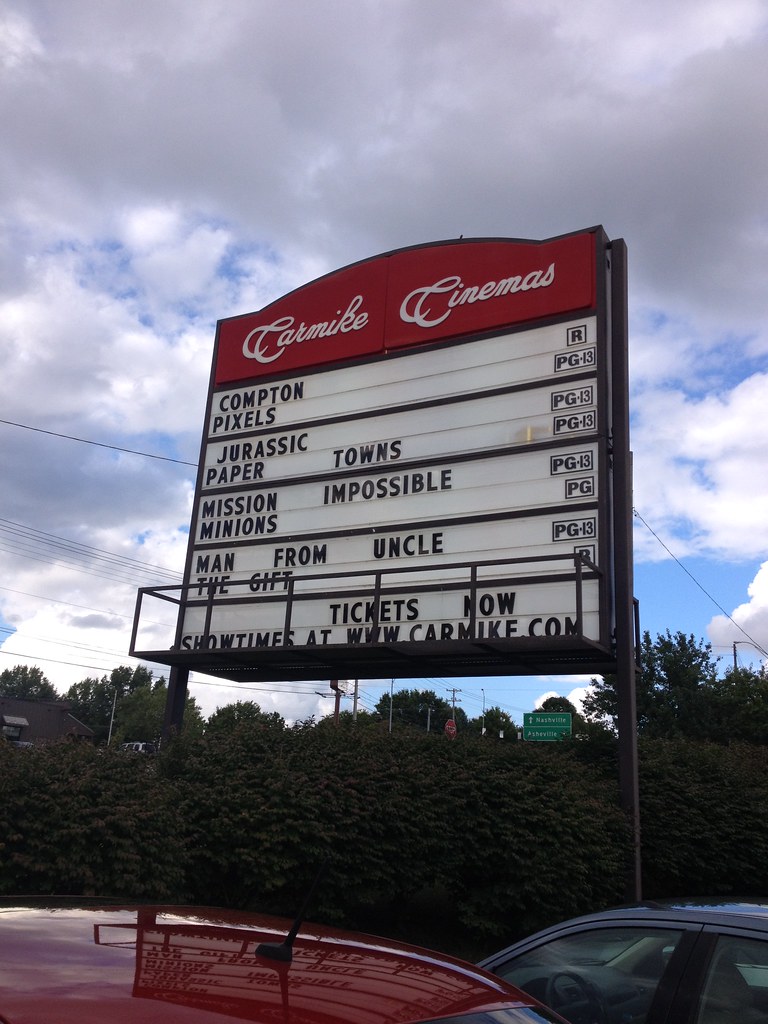 Carmike Cinemas
COMPTON R
PIXELS PG-13
JURASSIC PG-13
PAPER TOWNS PG-13
MISSION IMPOSSIBLE PG-13
MINIONS PG
MAN FROM UNCLE PG-13
THE GIFT R
TICKETS NOW
SHOWTIMES AT WWW.CARMIKE.COM
Nashville
Asheville